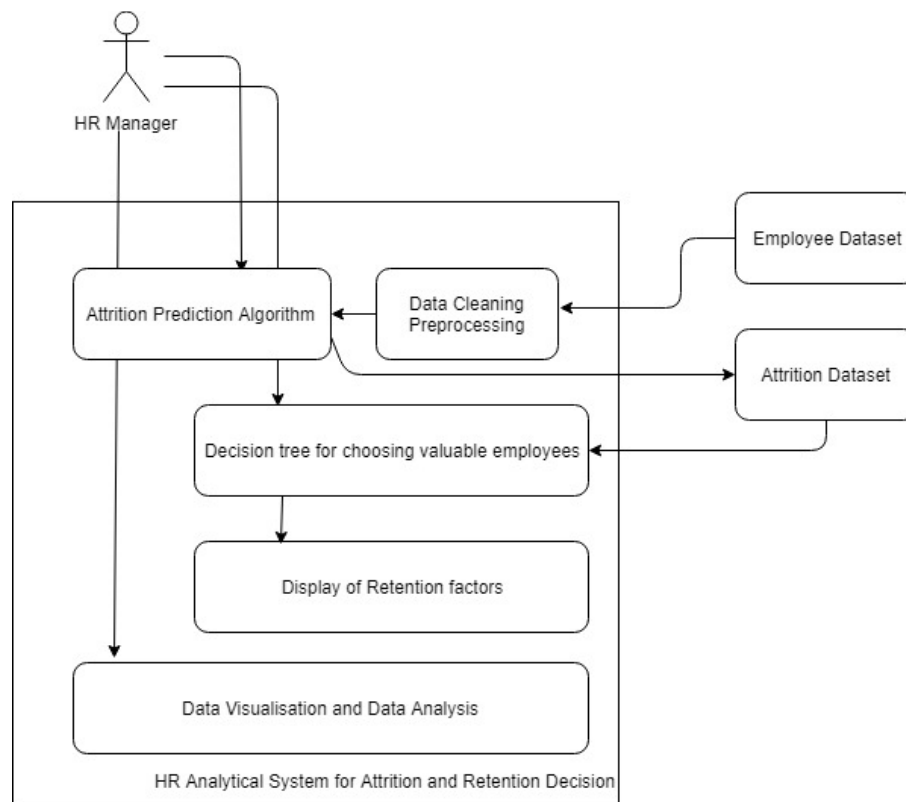 HR Manager
Employee Dataset
Attrition Prediction Algorithm
Data Cleaning
Preprocessing
Attrition Dataset
Decision tree for choosing valuable employees
Display of Retention factors
Data Visualisation and Data Analysis
HR Analytical System for Attrition and Retention Decision